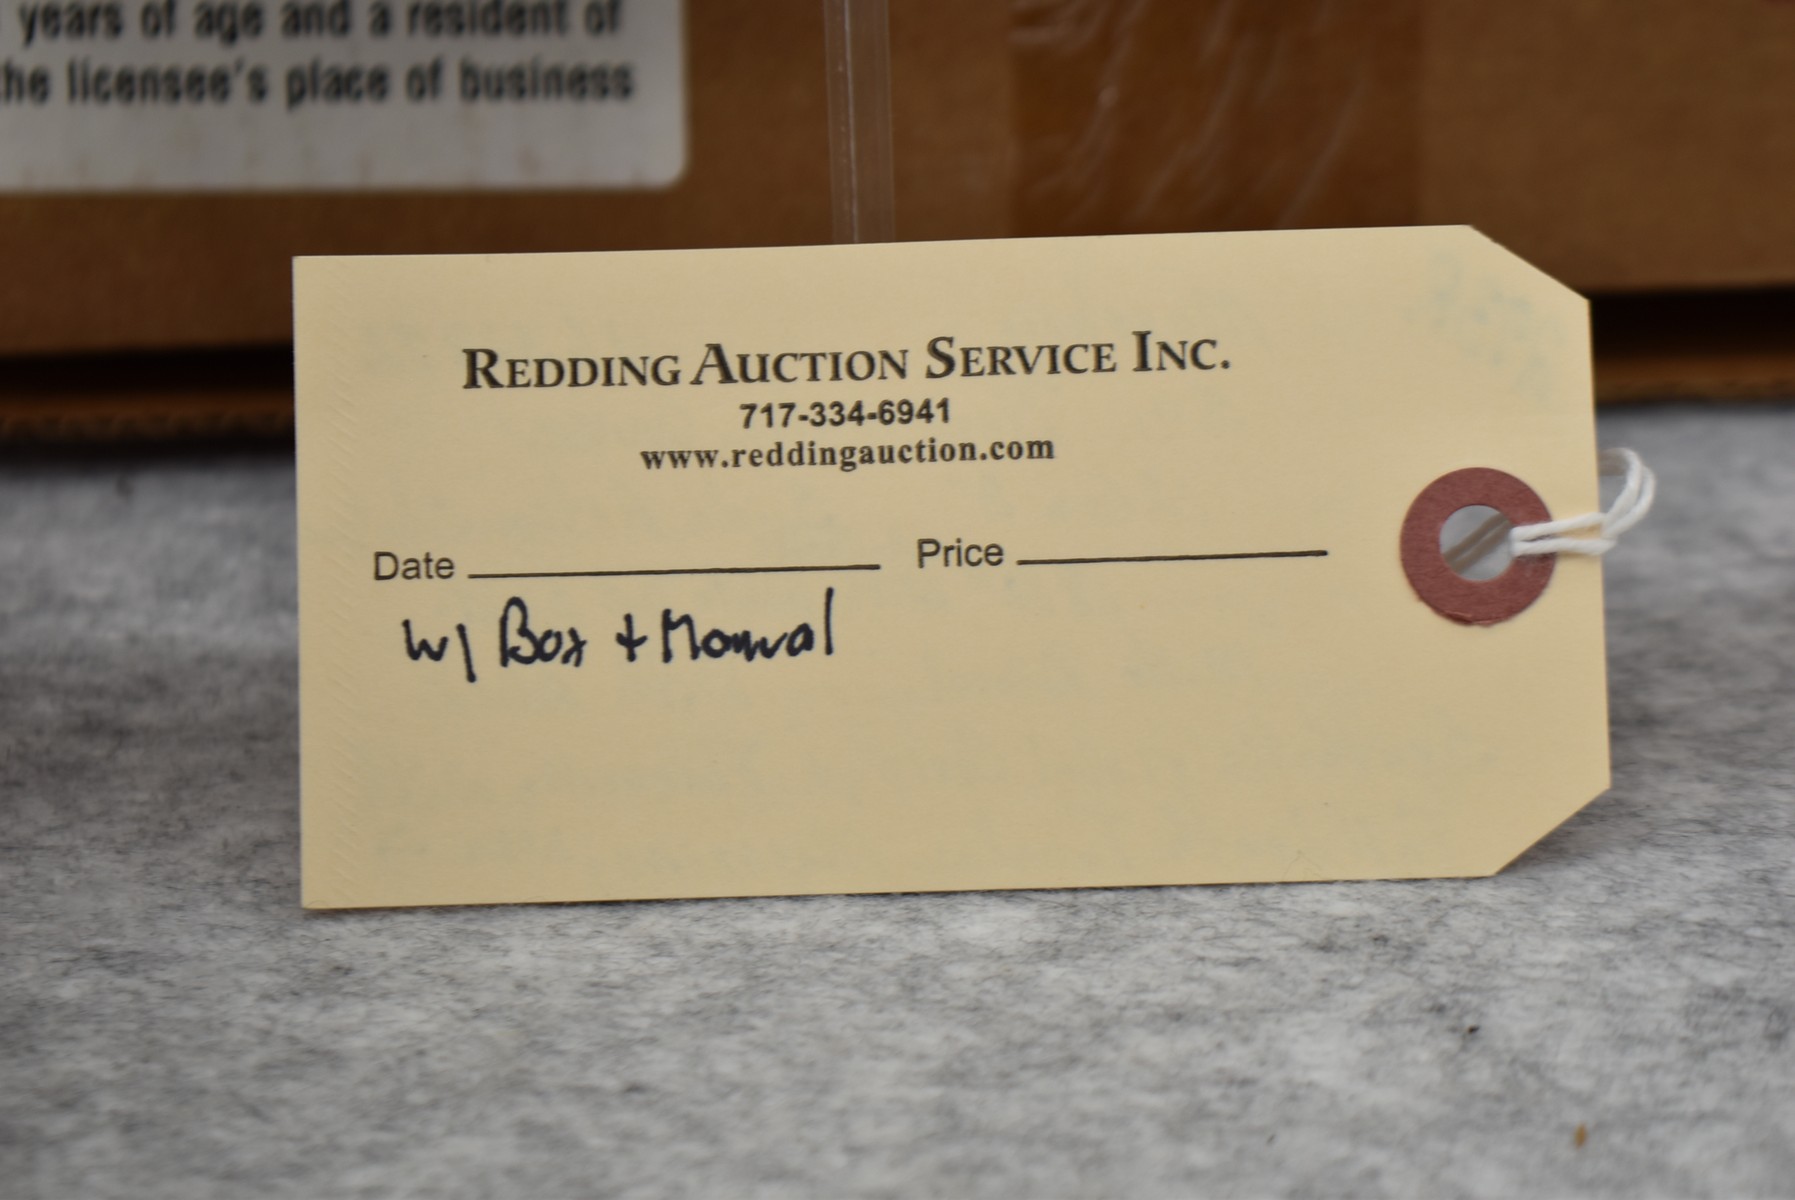 years of age and a resident of
the licensee's place of business
REDDING AUCTION SERVICE INC.
717-334-6941
www.reddingauction.com
Date Price
w/ Box + Manual